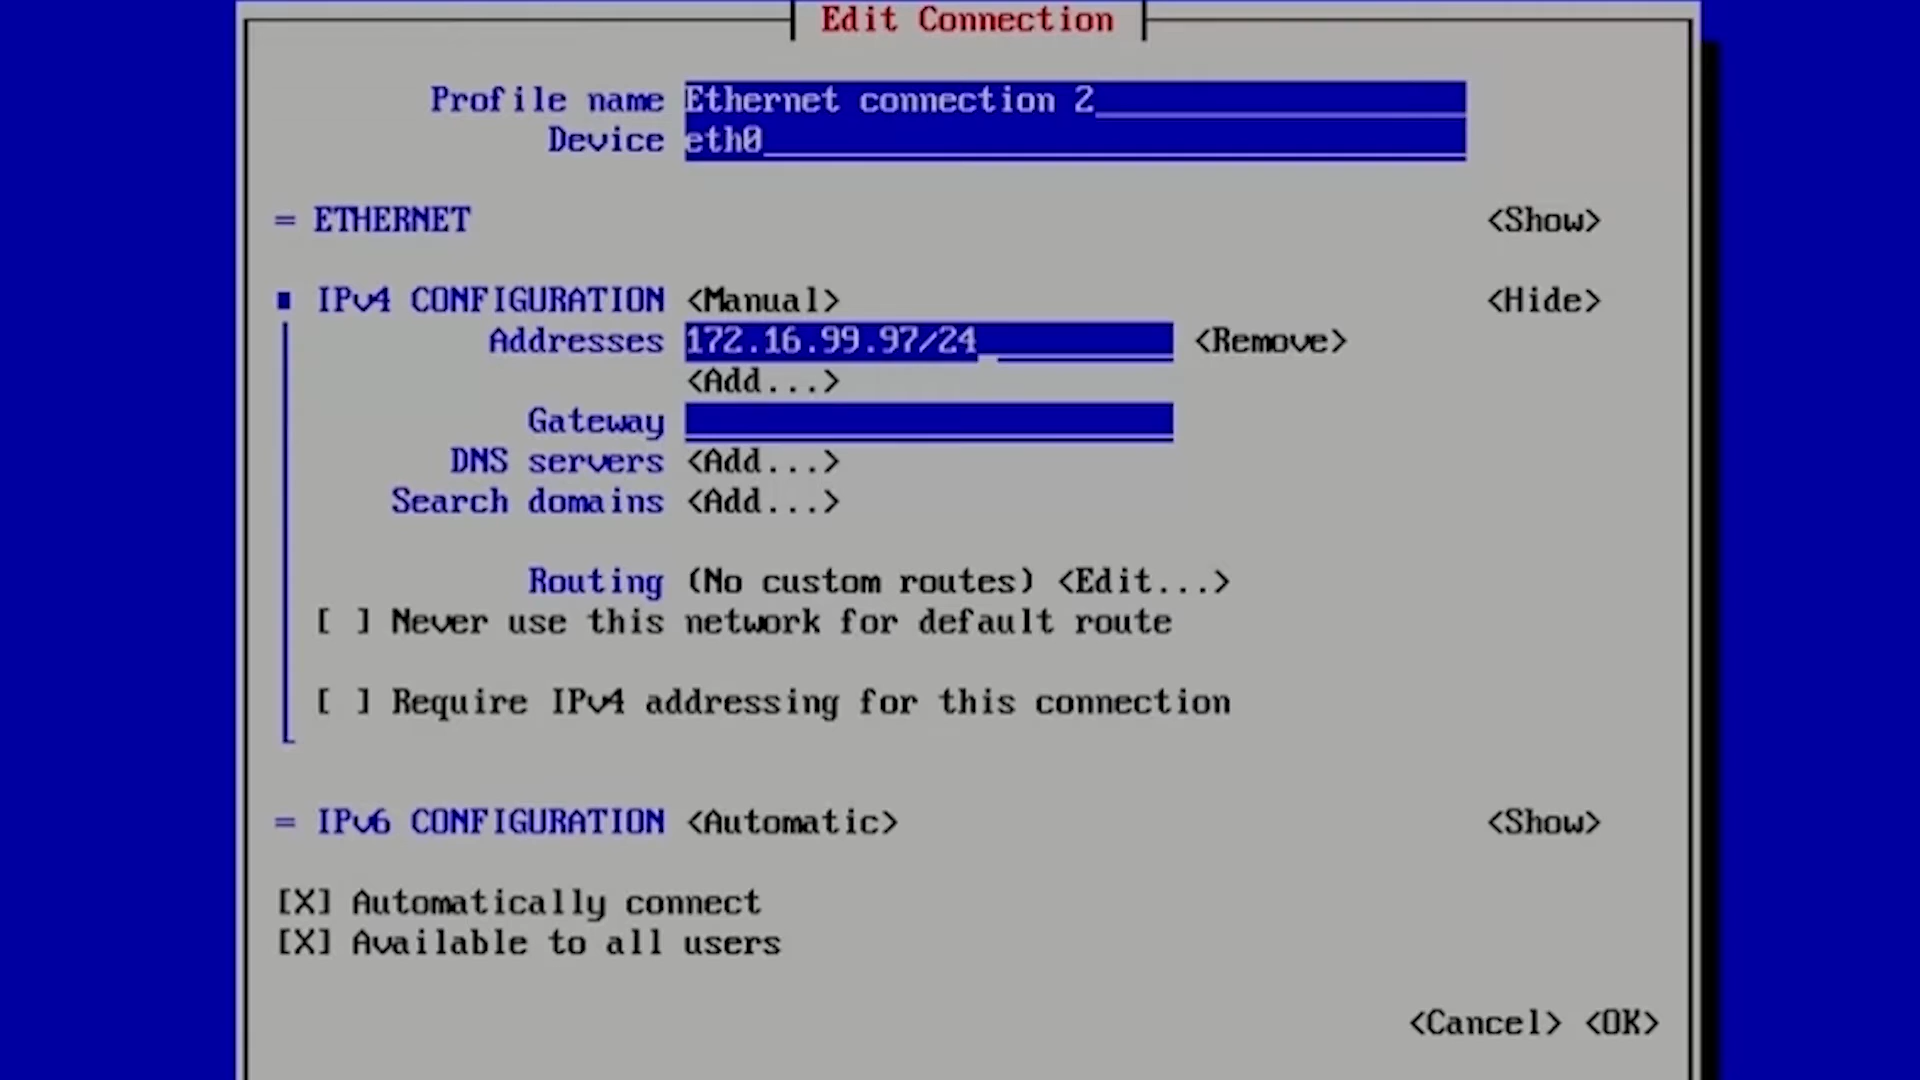 Edit Connection
Profile name Ethernet connection 2
Device eth0
= ETHERNET <Show>
IPv4 CONFIGURATION <Manual> <Hide>
Addresses 172.16.99.97/24 <Remove>
<Add...>
Gateway
DNS servers <Add...>
Search domains <Add...>
Routing (No custom routes) <Edit...>
[ ] Never use this network for default route
[ ] Require IPv4 addressing for this connection
= IPv6 CONFIGURATION <Automatic> <Show>
[X] Automatically connect
[X] Available to all users
<Cancel> <OK>